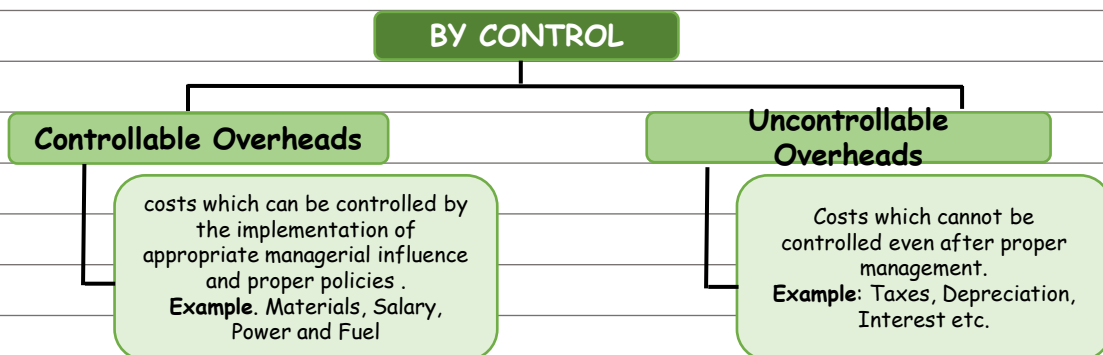 BY CONTROL
Controllable Overheads
costs which can be controlled by
the implementation of
appropriate managerial influence
and proper policies .
Example. Materials, Salary,
Power and Fuel
Uncontrollable
Overheads
Costs which cannot be
controlled even after proper
management.
Example: Taxes, Depreciation,
Interest etc.